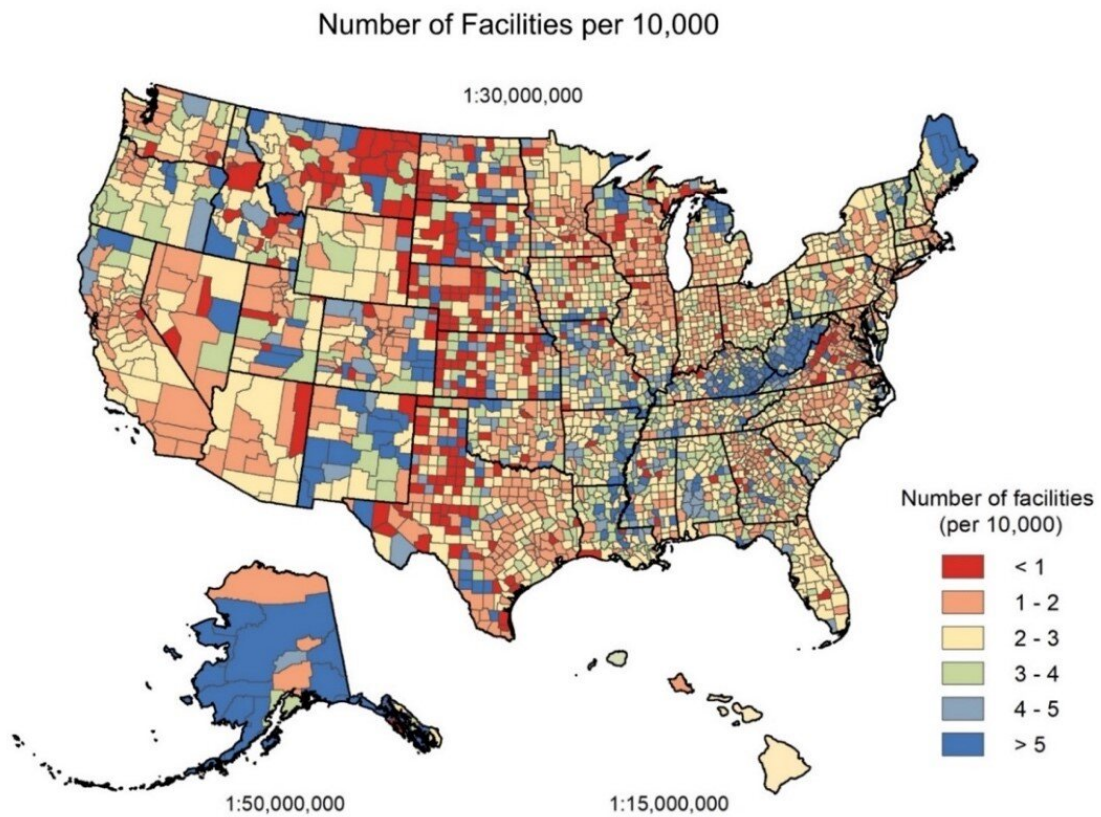 Number of Facilities per 10,000
1:30,000,000
Number of facilities
(per 10,000)
< 1
1 - 2
2 - 3
3 - 4
4 - 5
> 5
1:50,000,000
1:15,000,000